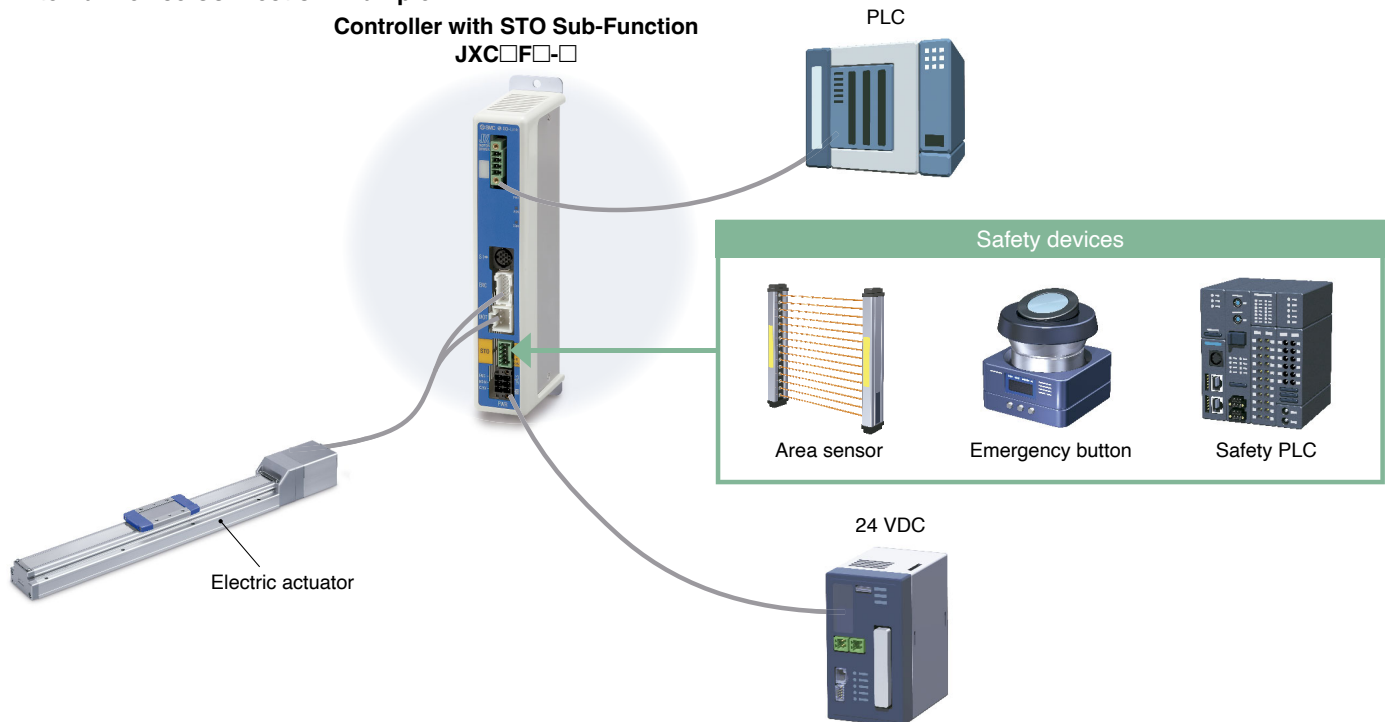 Controller with STO Sub-Function
JXC□F□-□
PLC
Safety devices
STO
Area sensor
Emergency button
Safety PLC
24 VDC
Electric actuator